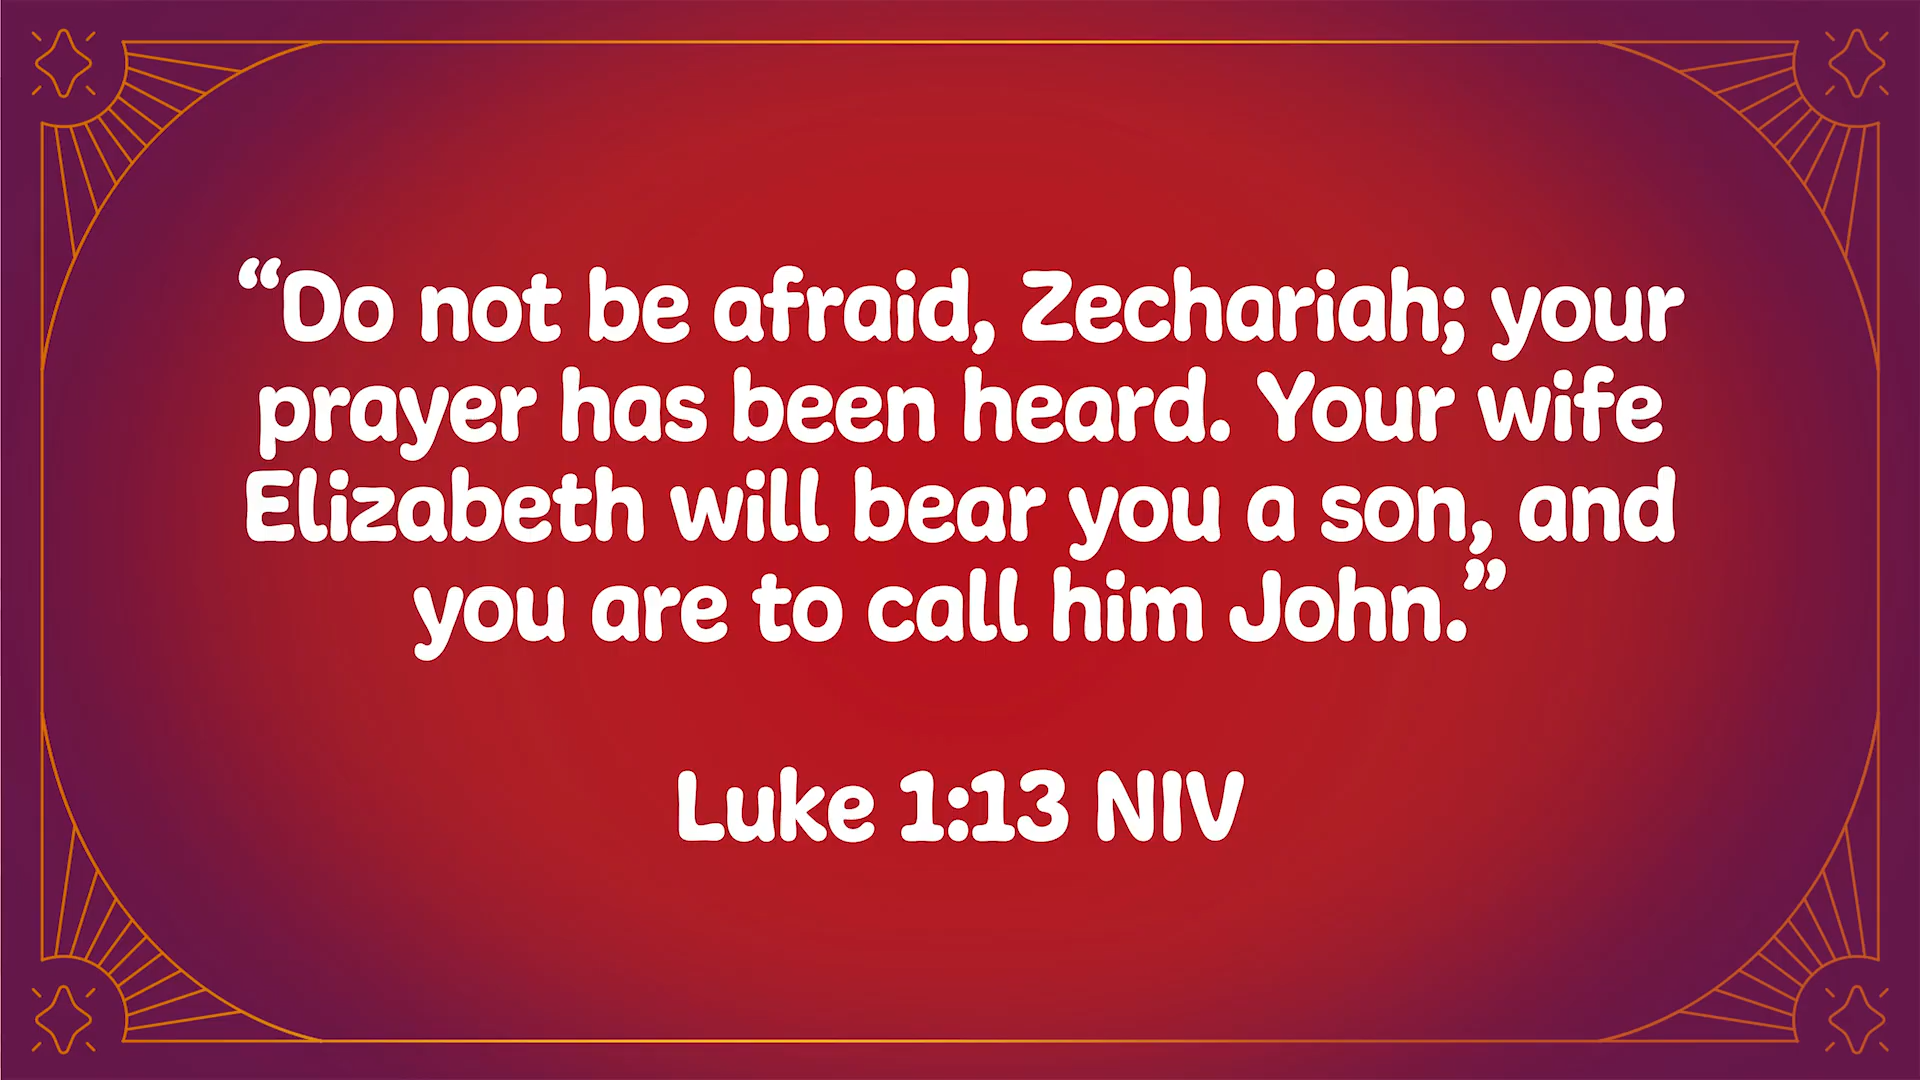 “Do not be afraid, Zechariah; your
prayer has been heard. Your wife
Elizabeth will bear you a son, and
you are to call him John.”
Luke 1:13 NIV